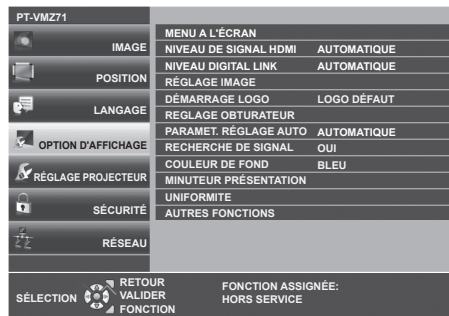 PT-VMZ71
IMAGE
POSITION
LANGAGE
OPTION D'AFFICHAGE
RÉGLAGE PROJECTEUR
SÉCURITÉ
RÉSEAU
MENU A L'ÉCRAN
NIVEAU DE SIGNAL HDMI AUTOMATIQUE
NIVEAU DIGITAL LINK AUTOMATIQUE
RÉGLAGE IMAGE
DÉMARRAGE LOGO LOGO DÉFAUT
REGLAGE OBTURATEUR
PARAMET. RÉGLAGE AUTO AUTOMATIQUE
RECHERCHE DE SIGNAL OUI
COULEUR DE FOND BLEU
MINUTEUR PRÉSENTATION
UNIFORMITE
AUTRES FONCTIONS
SÉLECTION
RETOUR
VALIDER
FONCTION
FONCTION ASSIGNÉE:
HORS SERVICE